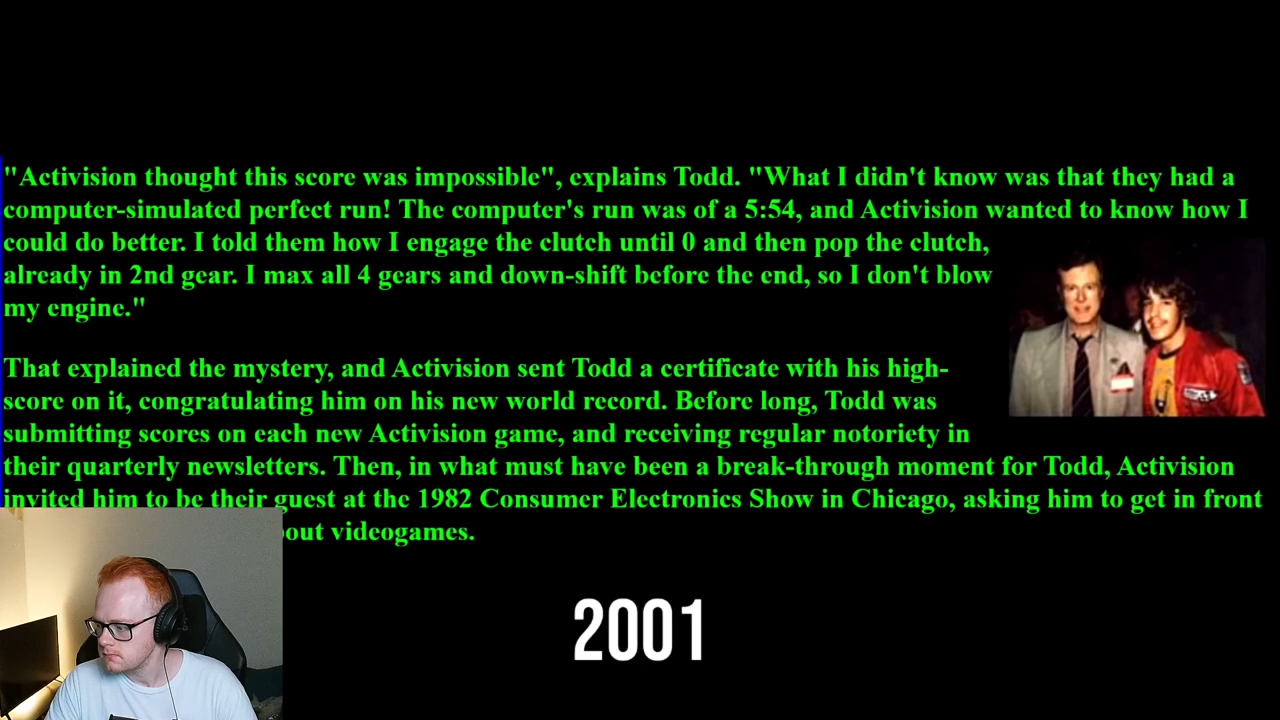 "Activision thought this score was impossible", explains Todd. "What I didn't know was that they had a
computer-simulated perfect run! The computer's run was of a 5:54, and Activision wanted to know how I
could do better. I told them how I engage the clutch until 0 and then pop the clutch,
already in 2nd gear. I max all 4 gears and down-shift before the end, so I don't blow
my engine."
That explained the mystery, and Activision sent Todd a certificate with his high-
score on it, congratulating him on his new world record. Before long, Todd was
submitting scores on each new Activision game, and receiving regular notoriety in
their quarterly newsletters. Then, in what must have been a break-through moment for Todd, Activision
invited him to be their guest at the 1982 Consumer Electronics Show in Chicago, asking him to get in front
videogames.
2001